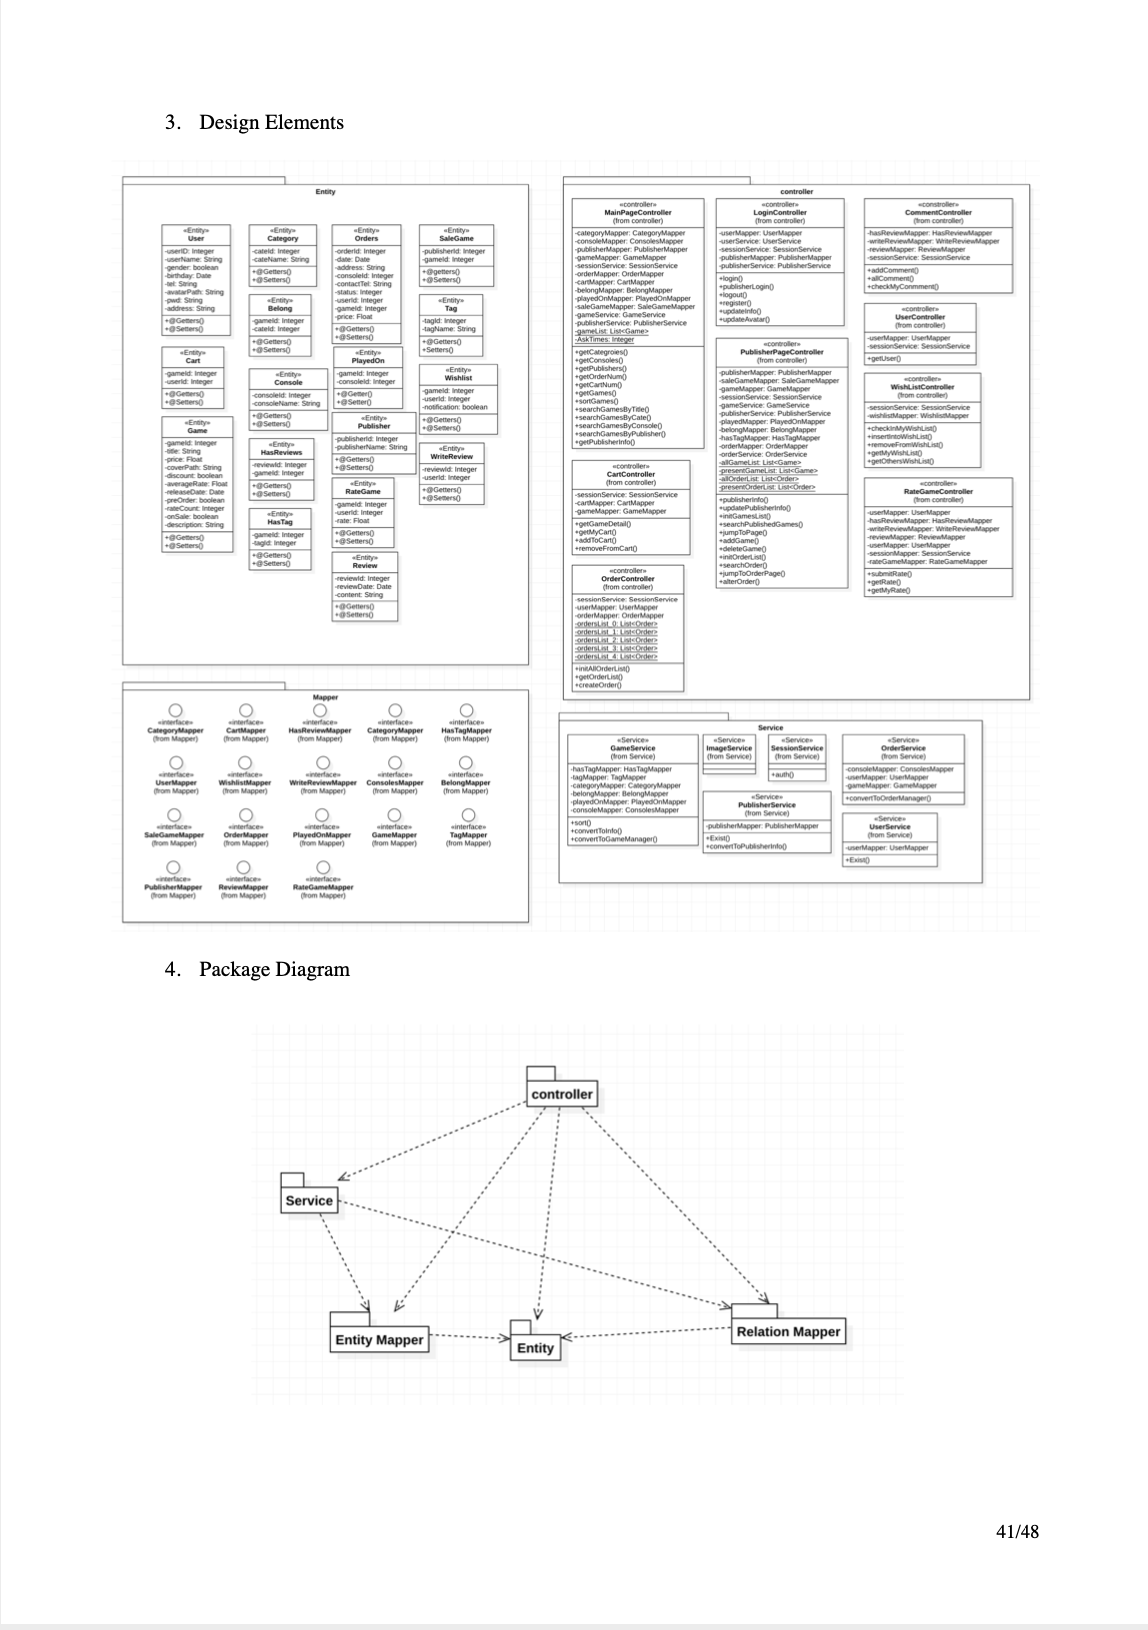 3. Design Elements
Entity
«Entity»
User
-userID: Integer
-userName: String
-gender: boolean
-birthday: Date
-tel: String
-avatarPath: String
-pwd: String
-address: String
+@Getters()
+@Setters()
«Entity»
Cart
-gameId: Integer
-userId: Integer
+@Getters()
+@Setters()
«Entity»
Game
-gameId: Integer
-title: String
-price: Float
-coverPath: String
-discount: boolean
-averageRate: Float
-releaseDate: Date
-preOrder: boolean
-rateCount: Integer
-onSale: boolean
-description: String
+@Getters()
+@Setters()
«Entity»
Category
-cateId: Integer
-cateName: String
+@Getters()
+@Setters()
«Entity»
Belong
-gameId: Integer
-cateId: Integer
+@Getters()
+@Setters()
«Entity»
Console
-consoleId: Integer
-consoleName: String
+@Getters()
+@Setters()
«Entity»
HasReviews
-reviewId: Integer
-gameId: Integer
+@Getters()
+@Setters()
«Entity»
HasTag
-gameId: Integer
-tagId: Integer
+@Getters()
+@Setters()
«Entity»
Orders
-orderId: Integer
-date: Date
-address: String
-consoleId: Integer
-contactTel: String
-status: Integer
-userId: Integer
-gameId: Integer
-price: Float
+@Getters()
+@Setters()
«Entity»
PlayedOn
-gameId: Integer
-consoleId: Integer
+@Getter()
+@Setter()
«Entity»
Publisher
-publisherId: Integer
-publisherName: String
+@Getters()
+@Setters()
«Entity»
RateGame
-gameId: Integer
-userId: Integer
-rate: Float
+@Getters()
+@Setters()
«Entity»
Review
-reviewId: Integer
-reviewDate: Date
-content: String
+@Getters()
+@Setters()
«Entity»
SaleGame
-publisherId: Integer
-gameId: Integer
+@getters()
+@Setters()
«Entity»
Tag
-tagId: Integer
-tagName: String
+@Getters()
+Setters()
«Entity»
Wishlist
-gameId: Integer
-userId: Integer
-notification: boolean
+@Getters()
+@Setters()
«Entity»
WriteReview
-reviewId: Integer
-userId: Integer
+@Getters()
+@Setters()
controller
«controller»
MainPageController
(from controller)
-categoryMapper: CategoryMapper
-consoleMapper: ConsolesMapper
-publisherMapper: PublisherMapper
-gameMapper: GameMapper
-sessionService: SessionService
-orderMapper: OrderMapper
-cartMapper: CartMapper
-belongMapper: BelongMapper
-playedOnMapper: PlayedOnMapper
-saleGameMapper: SaleGameMapper
-gameService: GameService
-publisherService: PublisherService
-gameList: List<Game>
-AskTimes: Integer
+getCategroies()
+getConsoles()
+getPublishers()
+getOrderNum()
+getCartNum()
+getGames()
+sortGames()
+searchGamesByTitle()
+searchGamesByCate()
+searchGamesByConsole()
+searchGamesByPublisher()
+getPublisherInfo()
«controller»
CartController
(from controller)
-sessionService: SessionService
-cartMapper: CartMapper
-gameMapper: GameMapper
+getGameDetail()
+getMyCart()
+addToCart()
+removeFromCart()
«controller»
OrderController
(from controller)
-sessionService: SessionService
-userMapper: UserMapper
-orderMapper: OrderMapper
-ordersList_0: List<Order>
-ordersList_1: List<Order>
-ordersList_2: List<Order>
-ordersList_3: List<Order>
-ordersList_4: List<Order>
+initAllOrderList()
+getOrderList()
+createOrder()
«controller»
LoginController
(from controller)
-userMapper: UserMapper
-userService: UserService
-sessionService: SessionService
-publisherMapper: PublisherMapper
-publisherService: PublisherService
+login()
+publisherLogin()
+logout()
+register()
+updateInfo()
+updateAvatar()
«controller»
PublisherPageController
(from controller)
-publisherMapper: PublisherMapper
-saleGameMapper: SaleGameMapper
-gameMapper: GameMapper
-sessionService: SessionService
-gameService: GameService
-publisherService: PublisherService
-playedMapper: PlayedOnMapper
-belongMapper: BelongMapper
-hasTagMapper: HasTagMapper
-orderMapper: OrderMapper
-orderService: OrderService
-allGameList: List<Game>
-presentGameList: List<Game>
-allOrderList: List<Order>
-presentOrderList: List<Order>
+publisherInfo()
+updatePublisherInfo()
+initGamesList()
+searchPublishedGames()
+jumpToPage()
+addGame()
+deleteGame()
+initOrderList()
+searchOrder()
+jumpToOrderPage()
+alterOrder()
«constroller»
CommentController
(from controller)
-hasReviewMapper: HasReviewMapper
-writeReviewMapper: WriteReviewMapper
-reviewMapper: ReviewMapper
-sessionService: SessionService
+addComment()
+allComment()
+checkMyConmment()
«controller»
UserController
(from controller)
-userMapper: UserMapper
-sessionService: SessionService
+getUser()
«controller»
WishListController
(from controller)
-sessionService: SessionService
-wishlistMapper: WishlistMapper
+checkInMyWishList()
+insertIntoWishList()
+removeFromWishList()
+getMyWishList()
+getOthersWishList()
«controller»
RateGameController
(from controller)
-userMapper: UserMapper
-hasReviewMapper: HasReviewMapper
-writeReviewMapper: WriteReviewMapper
-reviewMapper: ReviewMapper
-userMapper: UserMapper
-sessionMapper: SessionService
-rateGameMapper: RateGameMapper
+submitRate()
+getRate()
+getMyRate()
Mapper
«interface» «interface» «interface» «interface» «interface»
CategoryMapper CartMapper HasReviewMapper CategoryMapper HasTagMapper
(from Mapper) (from Mapper) (from Mapper) (from Mapper) (from Mapper)
«interface» «interface» «interface» «interface» «interface»
UserMapper WishlistMapper WriteReviewMapper ConsolesMapper BelongMapper
(from Mapper) (from Mapper) (from Mapper) (from Mapper) (from Mapper)
«interface» «interface» «interface» «interface» «interface»
SaleGameMapper OrderMapper PlayedOnMapper GameMapper TagMapper
(from Mapper) (from Mapper) (from Mapper) (from Mapper) (from Mapper)
«interface» «interface» «interface»
PublisherMapper ReviewMapper RateGameMapper
(from Mapper) (from Mapper) (from Mapper)
Service
«Service»
GameService
(from Service)
-hasTagMapper: HasTagMapper
-tagMapper: TagMapper
-categoryMapper: CategoryMapper
-belongMapper: BelongMapper
-playedOnMapper: PlayedOnMapper
-consoleMapper: ConsolesMapper
+sort()
+convertToInfo()
+convertToGameManager()
«Service»
ImageService
(from Service)
«Service»
SessionService
(from Service)
+auth()
«Service»
PublisherService
(from Service)
-publisherMapper: PublisherMapper
+Exist()
+convertToPublisherInfo()
«Service»
OrderService
(from Service)
-consoleMapper: ConsolesMapper
-userMapper: UserMapper
-gameMapper: GameMapper
+convertToOrderManager()
«Service»
UserService
(from Service)
-userMapper: UserMapper
+Exist()
4. Package Diagram
controller
Service
Entity Mapper
Entity
Relation Mapper
41/48